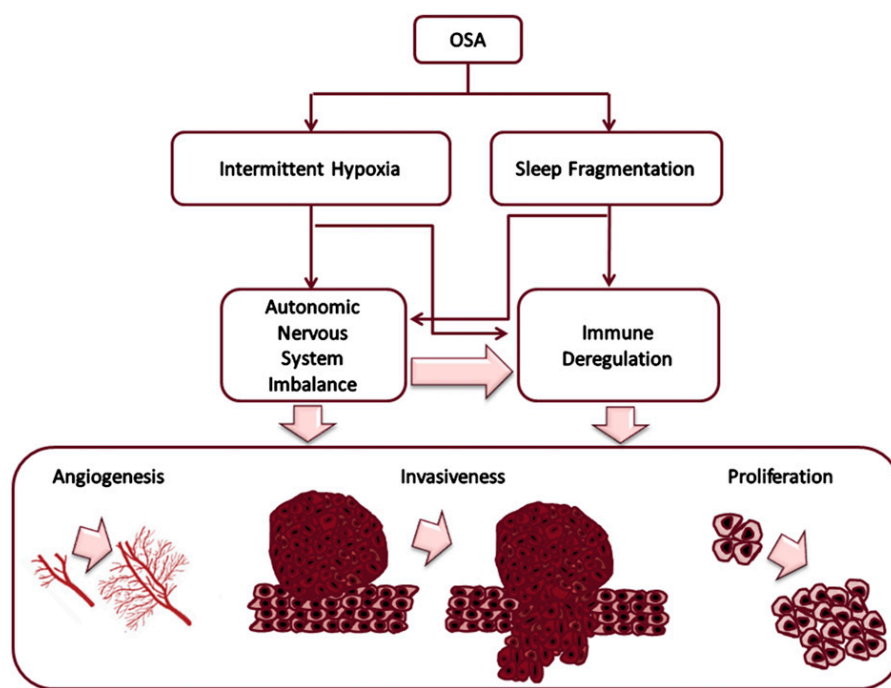 OSA
Intermittent Hypoxia
Sleep Fragmentation
Autonomic
Nervous
System
Imbalance
Immune
Deregulation
Angiogenesis
Invasiveness
Proliferation